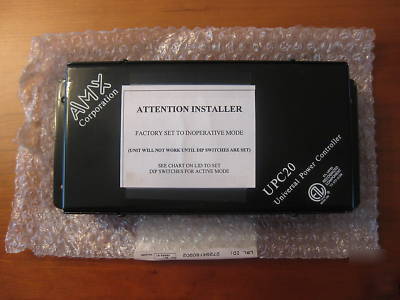 AMX
Corporation
ATTENTION INSTALLER
FACTORY SET TO INOPERATIVE MODE
(UNIT WILL NOT WORK UNTIL DIP SWITCHES ARE SET)
SEE CHART ON LID TO SET
DIP SWITCHES FOR ACTIVE MODE
UPC20
Universal Power Controller